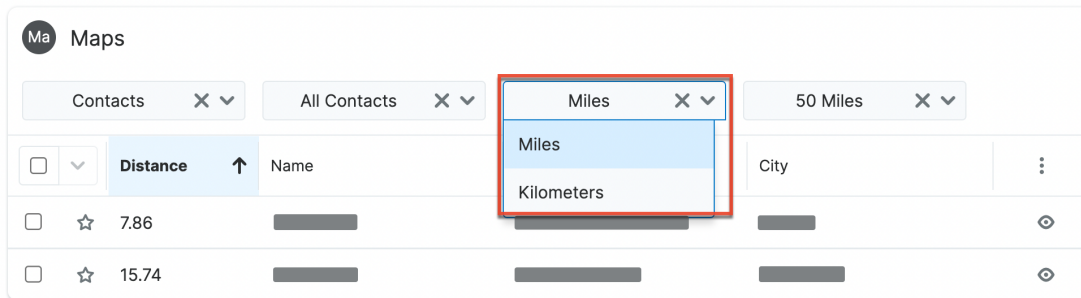 Ma Maps
Contacts All Contacts Miles 50 Miles
Miles
Distance Name City
Kilometers
7.86
15.74